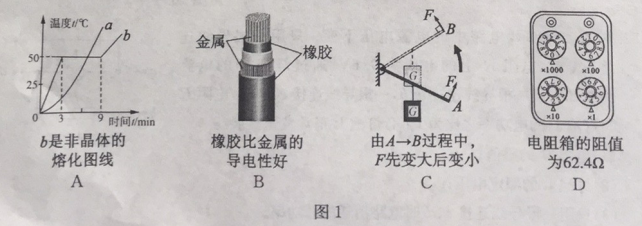 温度t/℃
a
b
50
25
0
3
9
时间t/min
b是非晶体的
熔化图线
A
金属
橡胶
橡胶比金属的
导电性好
B
F
B
G
F
A
G
由A→B过程中,
F先变大后变小
C
×1000
×100
×10
×1
电阻箱的阻值
为62.4Ω
D
图1